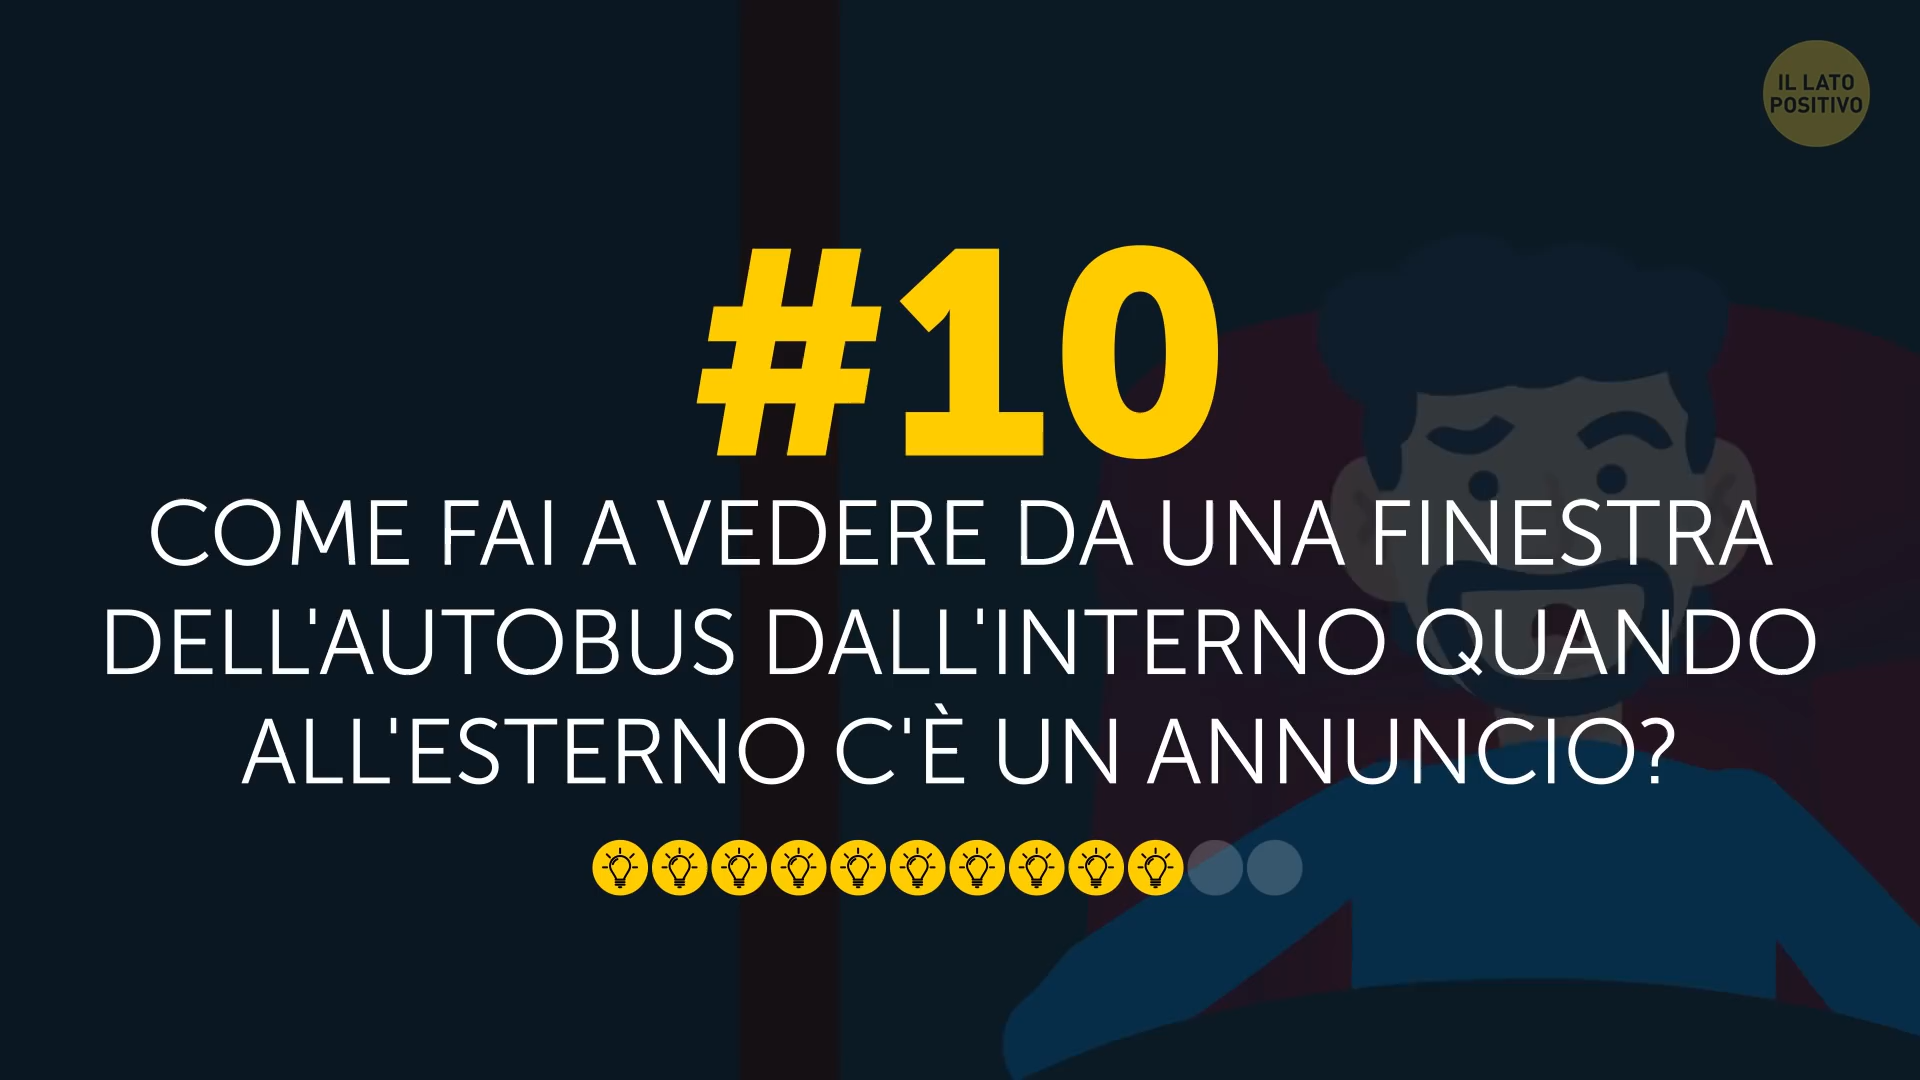 IL LATO
POSITIVO
#10
COME FAI A VEDERE DA UNA FINESTRA
DELL'AUTOBUS DALL'INTERNO QUANDO
ALL'ESTERNO C'È UN ANNUNCIO?